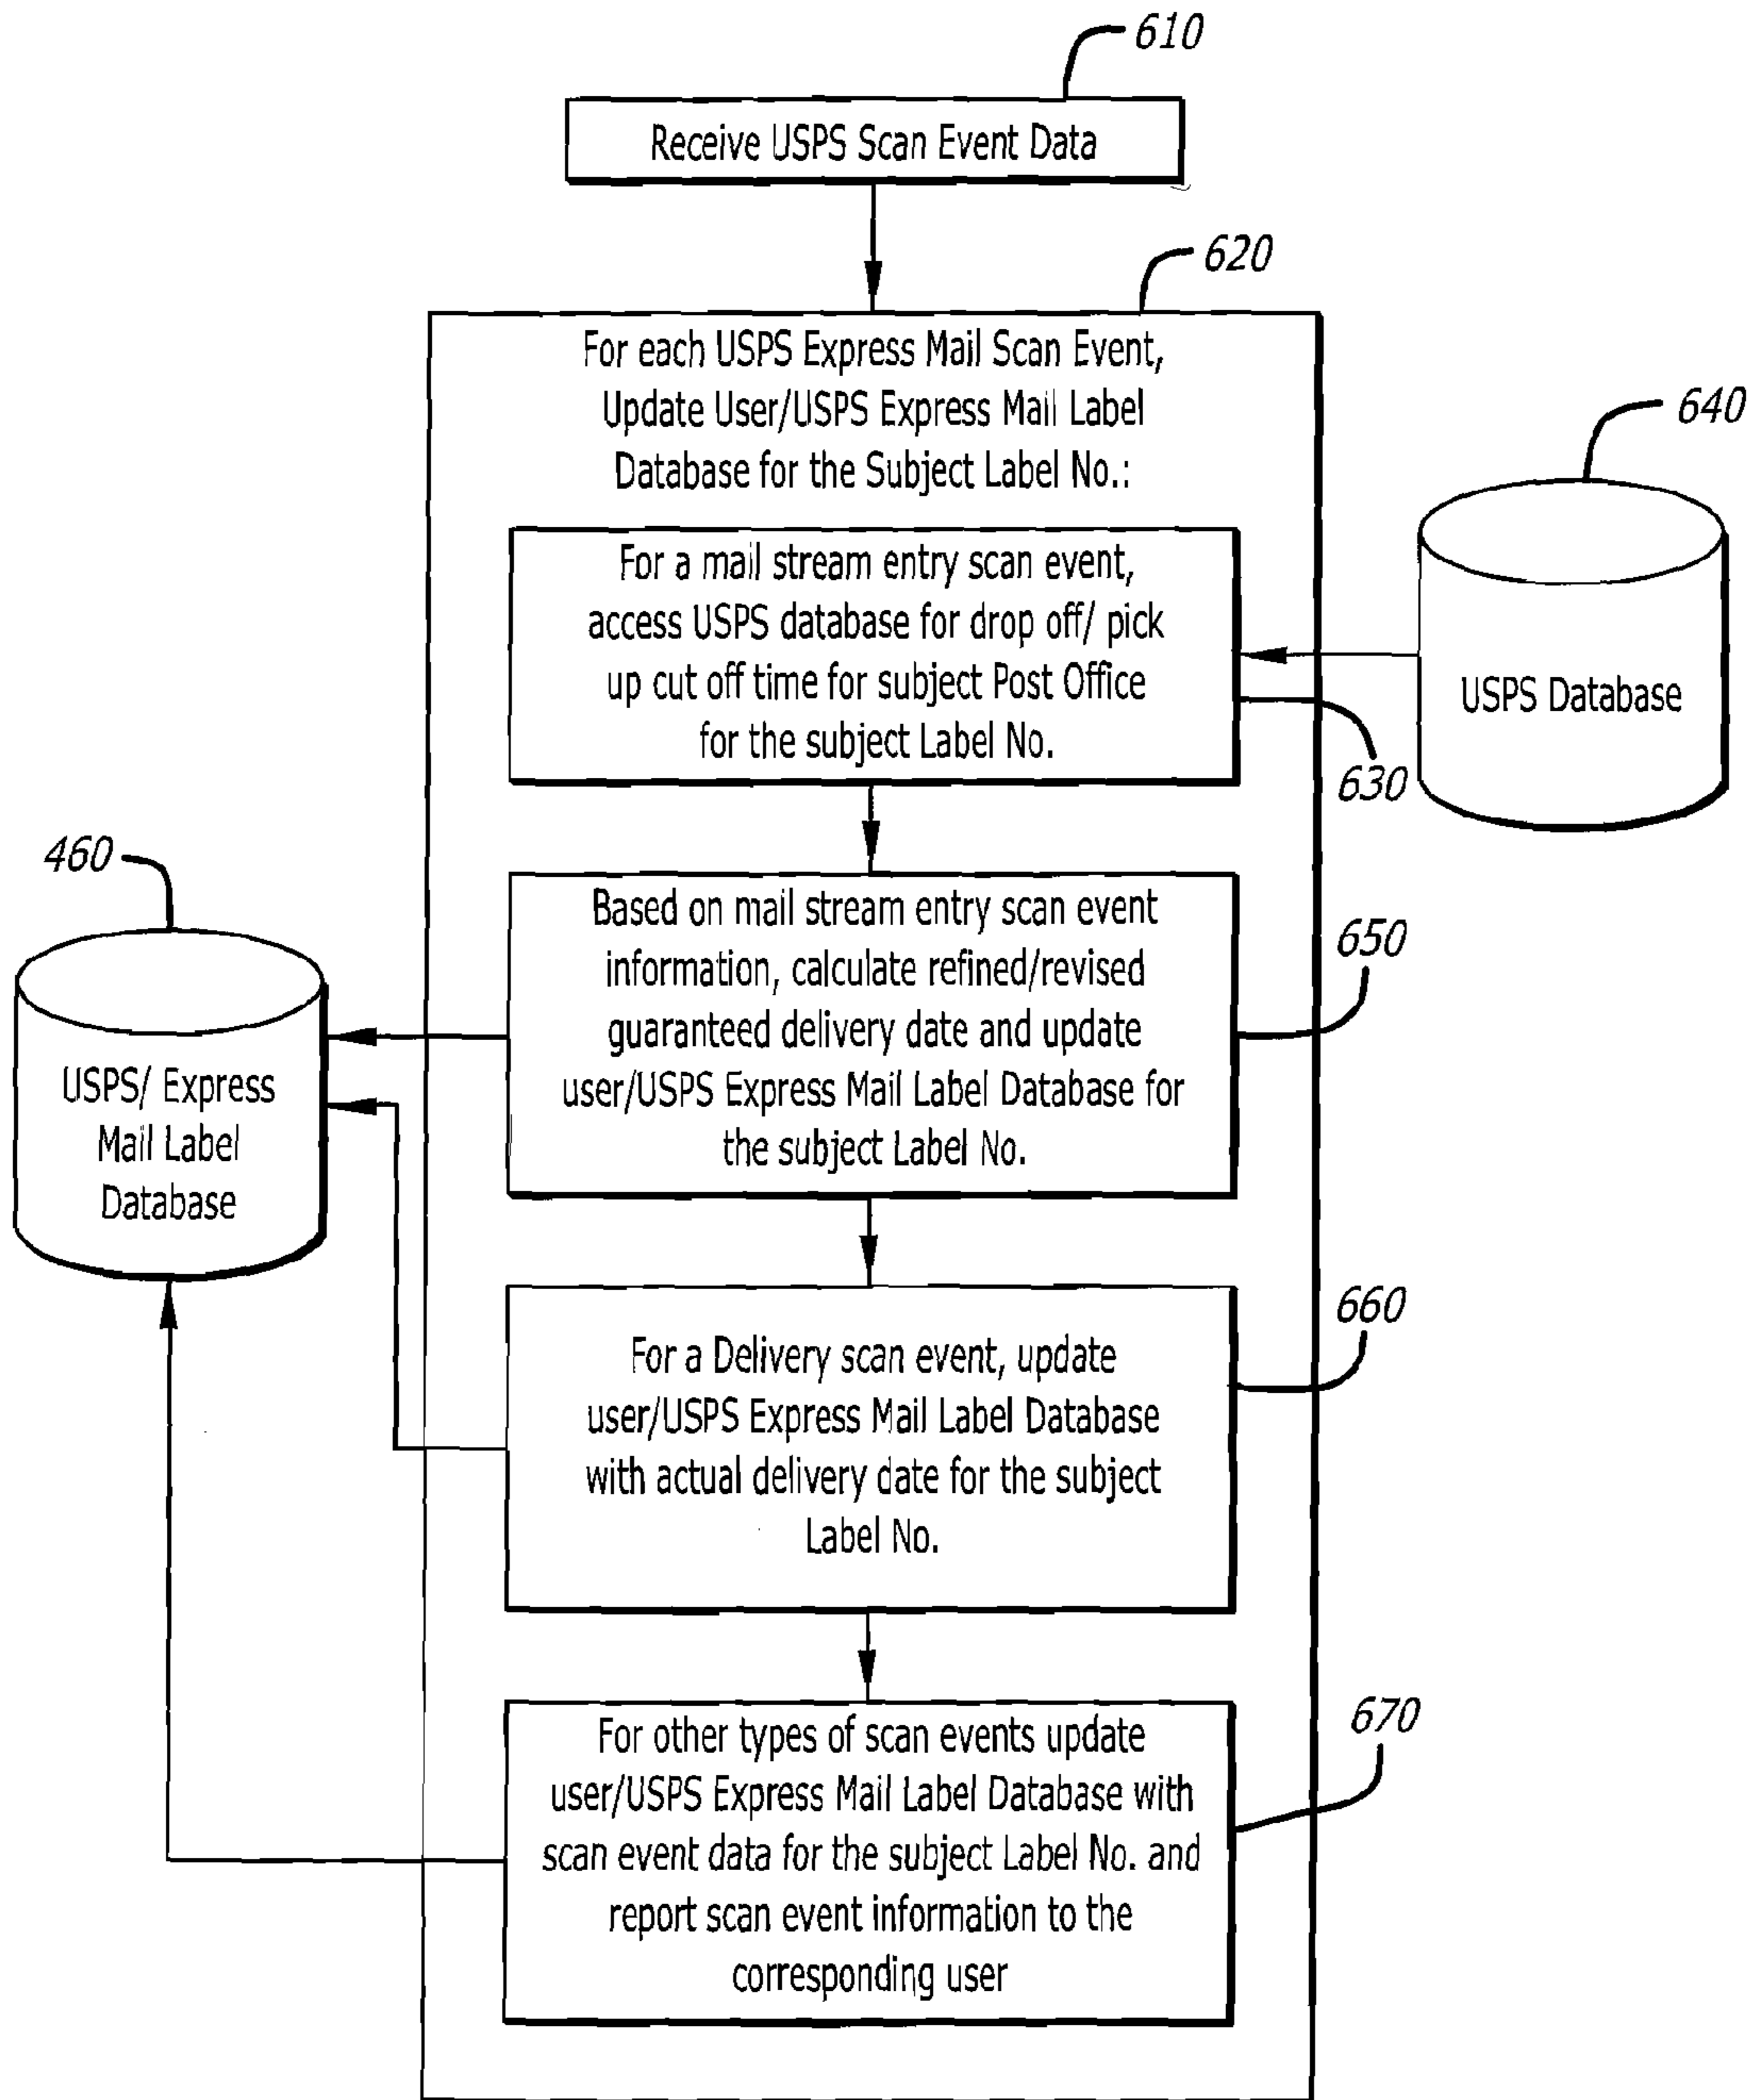 610
Receive USPS Scan Event Data
620
For each USPS Express Mail Scan Event,
Update User/USPS Express Mail Label
Database for the Subject Label No.:
640
For a mail stream entry scan event,
access USPS database for drop off/ pick
up cut off time for subject Post Office
for the subject Label No.
USPS Database
630
460
Based on mail stream entry scan event
information, calculate refined/revised
guaranteed delivery date and update
user/USPS Express Mail Label Database for
the subject Label No.
650
USPS/ Express
Mail Label
Database
660
For a Delivery scan event, update
user/USPS Express Mail Label Database
with actual delivery date for the subject
Label No.
670
For other types of scan events update
user/USPS Express Mail Label Database with
scan event data for the subject Label No. and
report scan event information to the
corresponding user